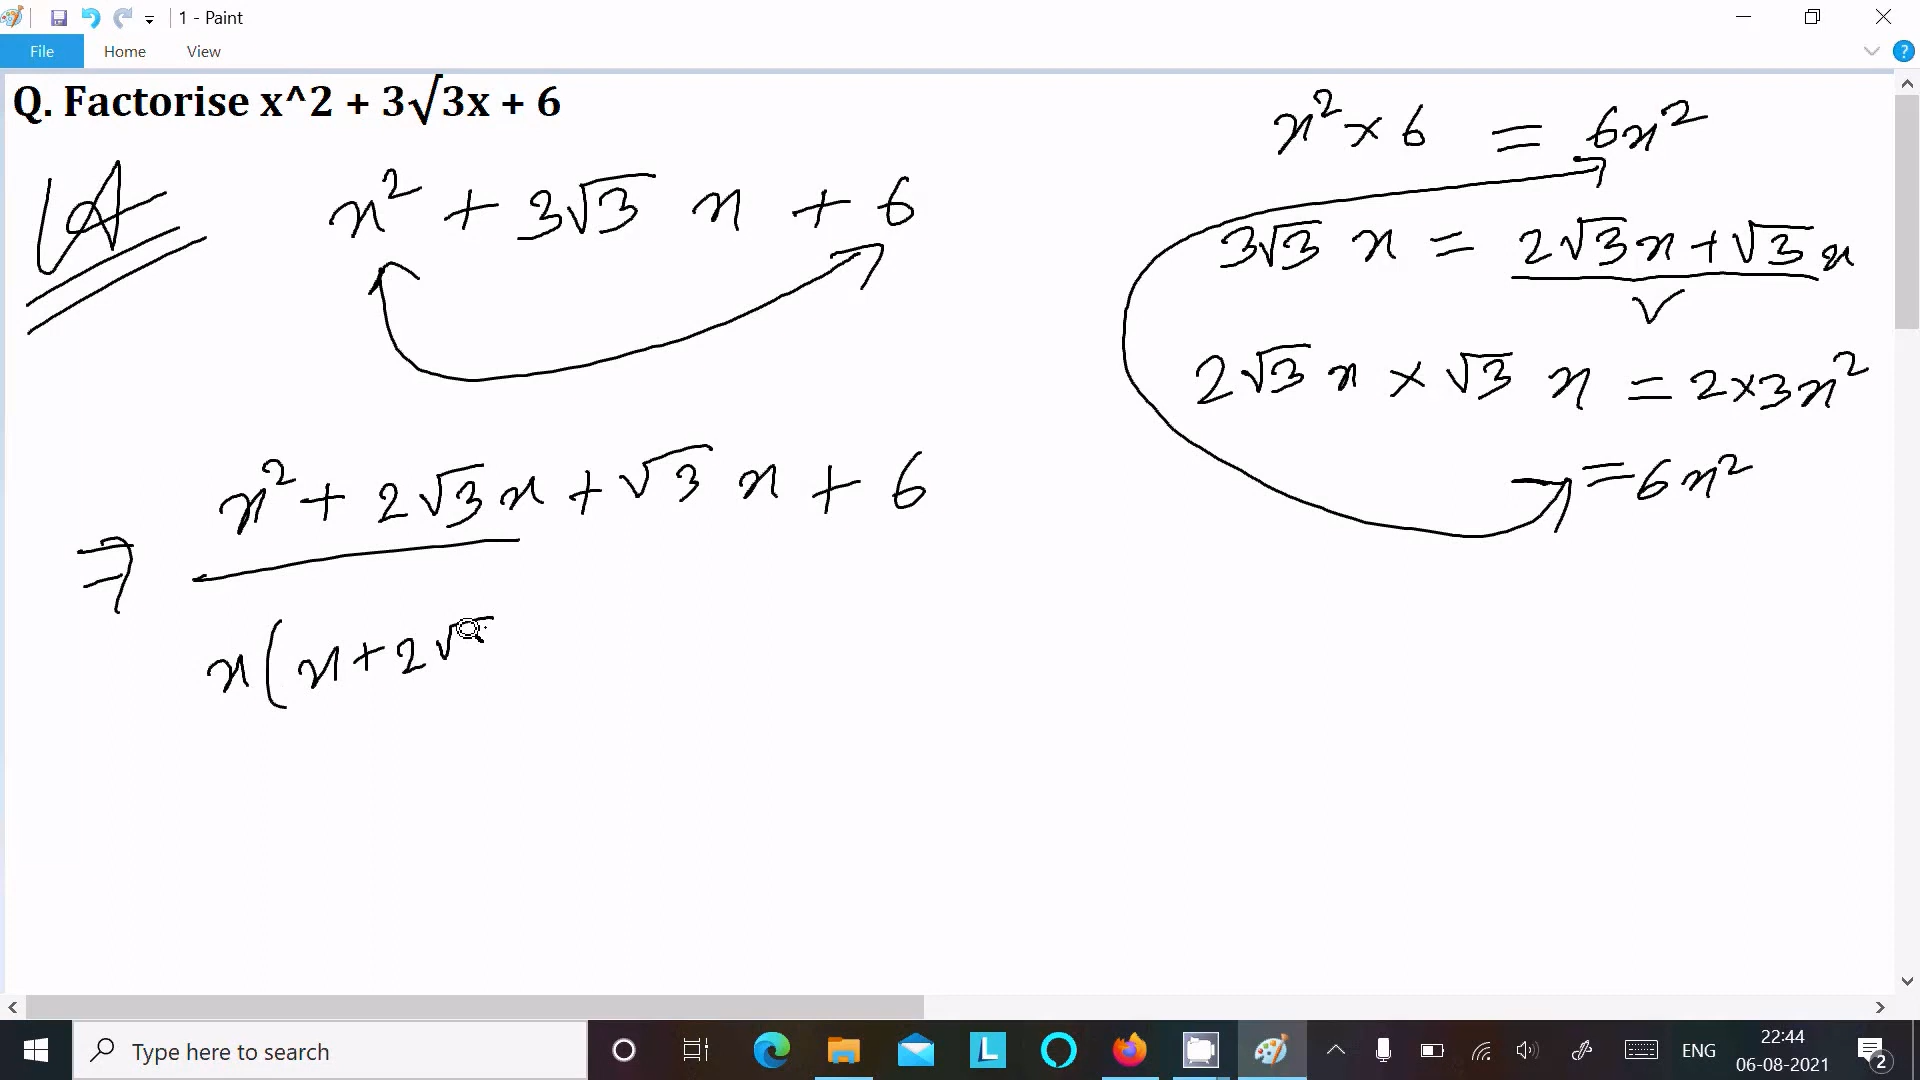 1 - Paint
File Home View
Q. Factorise x^2 + 3√3x + 6
A
x² + 3√3 x + 6
⇒ x² + 2√3x + √3 x + 6
x(x + 2√
x² × 6 = 6x²
3√3 x = 2√3x + √3 x
2√3 x × √3 x = 2×3x²
= 6x²
Type here to search
L
ENG
22:44
06-08-2021
2